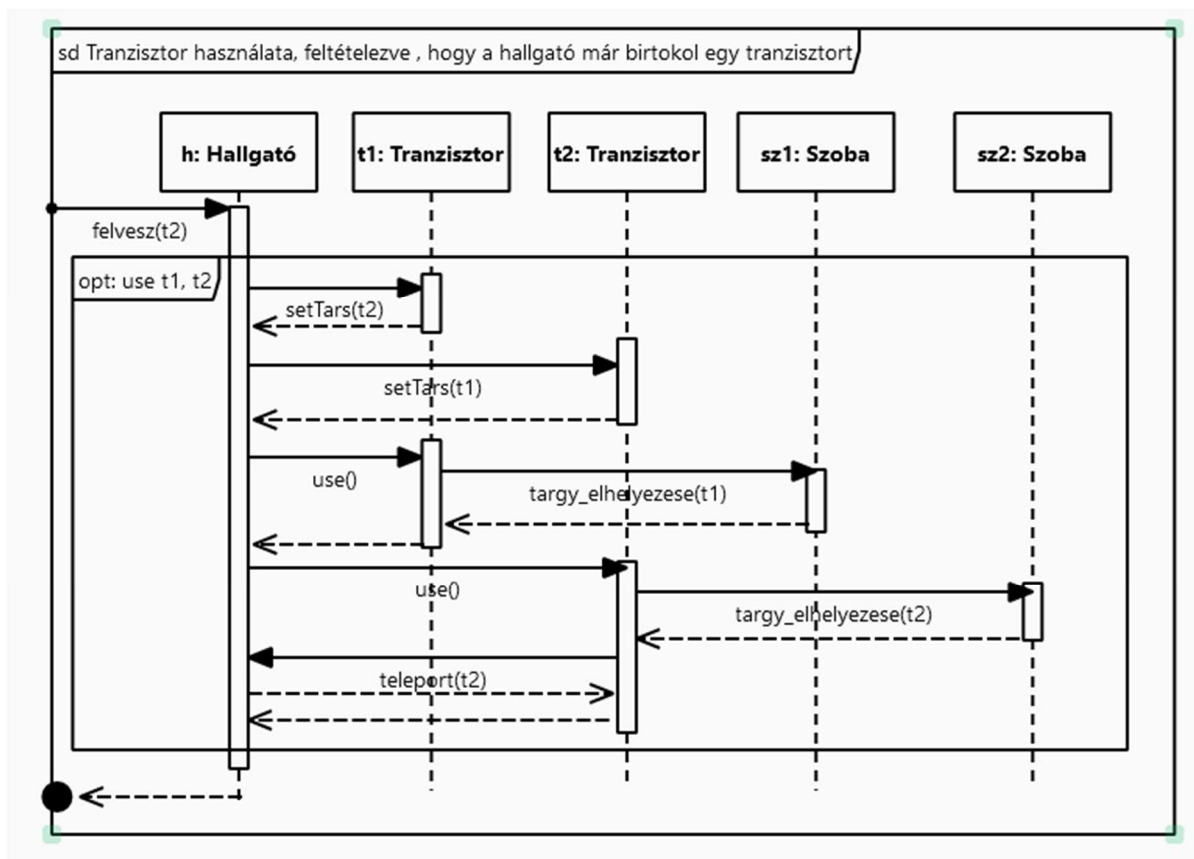 sd Tranzisztor használata, feltételezve , hogy a hallgató már birtokol egy tranzisztort
h: Hallgató
t1: Tranzisztor
t2: Tranzisztor
sz1: Szoba
sz2: Szoba
felvesz(t2)
opt: use t1, t2
setTars(t2)
setTars(t1)
use()
targy_elhelyezese(t1)
use()
targy_elhelyezese(t2)
teleport(t2)